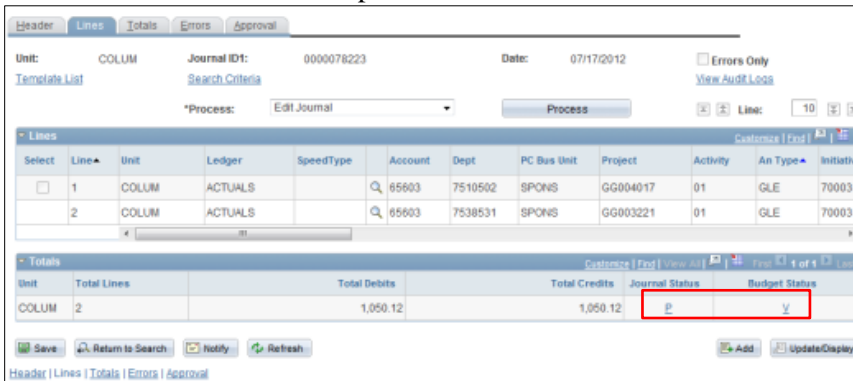 Header Lines Totals Errors Approval
Unit: COLUM Journal ID1: 0000078223 Date: 07/17/2012 Errors Only
Template List Search Criteria View Audit Logs
*Process: Edit Journal Process Line: 10
Lines Customize | Find |
Select Line Unit Ledger SpeedType Account Dept PC Bus Unit Project Activity An Type Initiativ
1 COLUM ACTUALS 65603 7510502 SPONS GG004017 01 GLE 70003
2 COLUM ACTUALS 65603 7538531 SPONS GG003221 01 GLE 70003
Totals Customize | Find | View All | First 1 of 1 Las
Unit Total Lines Total Debits Total Credits Journal Status Budget Status
COLUM 2 1,050.12 1,050.12 P V
Save Return to Search Notify Refresh Add Update/Display
Header | Lines | Totals | Errors | Approval